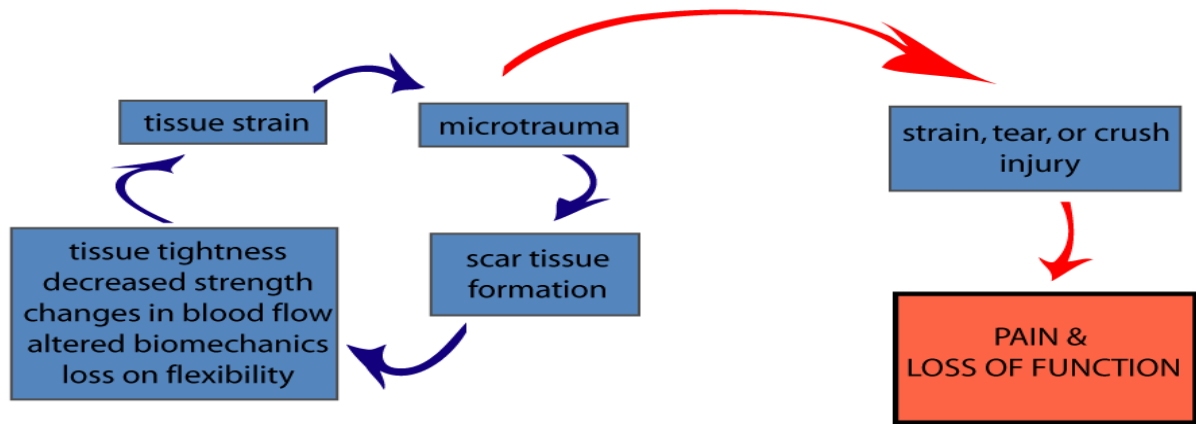 tissue strain
microtrauma
strain, tear, or crush
injury
tissue tightness
decreased strength
changes in blood flow
altered biomechanics
loss on flexibility
scar tissue
formation
PAIN &
LOSS OF FUNCTION